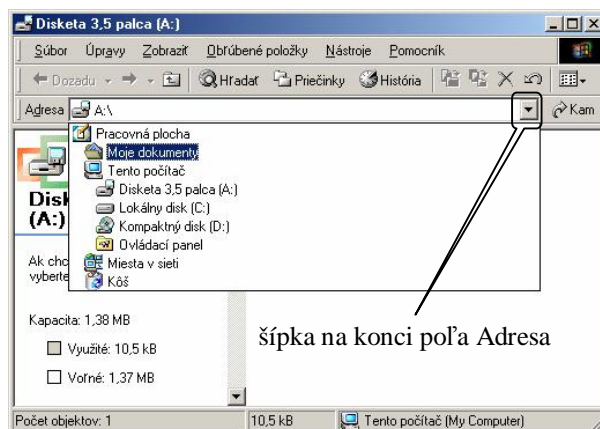 Disketa 3,5 palca (A:)
Súbor Úpravy Zobraziť Obľúbené položky Nástroje Pomocník
Dozadu Hľadať Priečinky História
Adresa A:\ Kam
Pracovná plocha
Moje dokumenty
Tento počítač
Disketa 3,5 palca (A:)
Lokálny disk (C:)
Kompaktný disk (D:)
Ovládací panel
Miesta v sieti
Kôš
(A:)
Ak
Kapacita: 1,38 MB
Využité: 10,5 kB
Voľné: 1,37 MB
šípka na konci poľa Adresa
Počet objektov: 1 10,5 kB Tento počítač (My Computer)